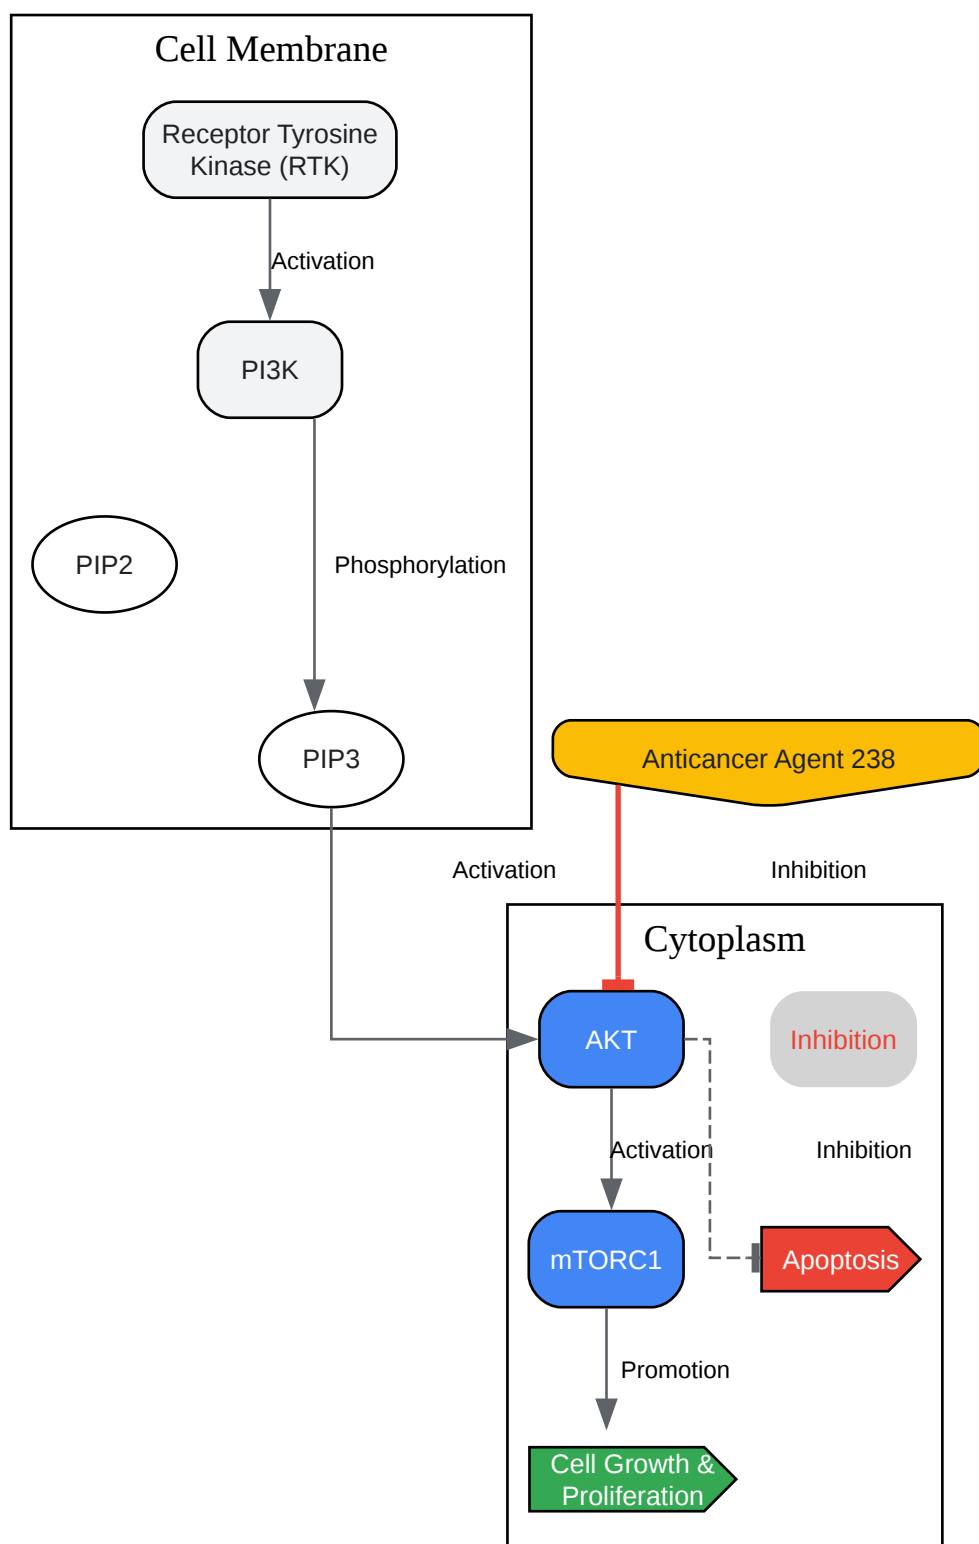 Cell Membrane
Receptor Tyrosine
Kinase (RTK)
Activation
PI3K
PIP2
Phosphorylation
PIP3
Anticancer Agent 238
Activation
Inhibition
Cytoplasm
AKT
Inhibition
Activation
Inhibition
mTORC1
Apoptosis
Promotion
Cell Growth &
Proliferation